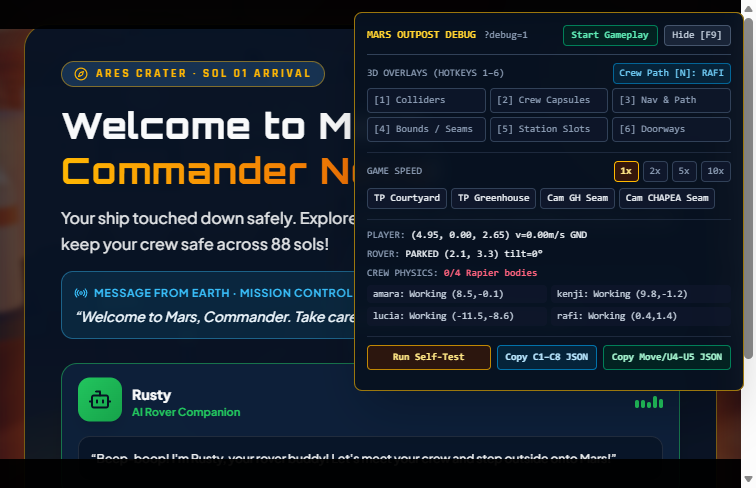 ARES CRATER · SOL 01 ARRIVAL
Welcome to M
Commander N
Your ship touched down safely. Explore
keep your crew safe across 88 sols!
MESSAGE FROM EARTH · MISSION CONTROL
“Welcome to Mars, Commander. Take care
Rusty
AI Rover Companion
“Beep, boop! I'm Rusty, your rover buddy! Let's meet your crew and step outside onto Mars!”
MARS OUTPOST DEBUG ?debug=1 Start Gameplay Hide [F9]
3D OVERLAYS (HOTKEYS 1-6) Crew Path [N]: RAFI
[1] Colliders [2] Crew Capsules [3] Nav & Path
[4] Bounds / Seams [5] Station Slots [6] Doorways
GAME SPEED 1x 2x 5x 10x
TP Courtyard TP Greenhouse Cam GH Seam Cam CHAPEA Seam
PLAYER: (4.95, 0.00, 2.65) v=0.00m/s GND
ROVER: PARKED (2.1, 3.3) tilt=0°
CREW PHYSICS: 0/4 Rapier bodies
amara: Working (8.5,-0.1) kenji: Working (9.8,-1.2)
lucia: Working (-11.5,-8.6) rafi: Working (0.4,1.4)
Run Self-Test Copy C1-C8 JSON Copy Move/U4-U5 JSON